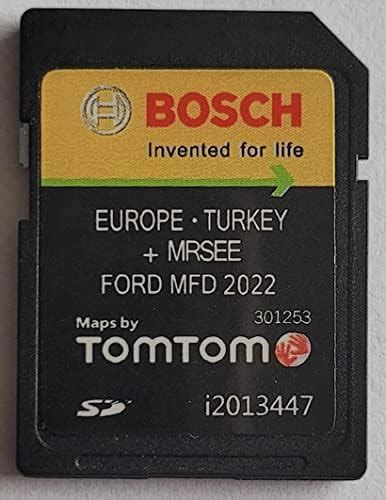 BOSCH
Invented for life
EUROPE · TURKEY
+ MRSEE
FORD MFD 2022
301253
Maps by
TOMTOM
SD
i2013447